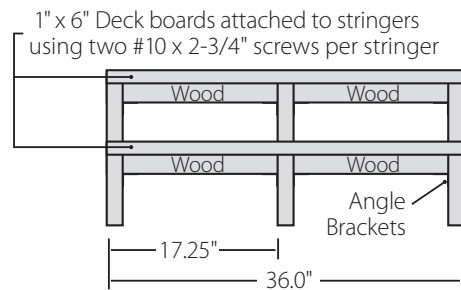 1" x 6" Deck boards attached to stringers
using two #10 x 2-3/4" screws per stringer
Wood Wood
Wood Wood
Angle
Brackets
17.25"
36.0"